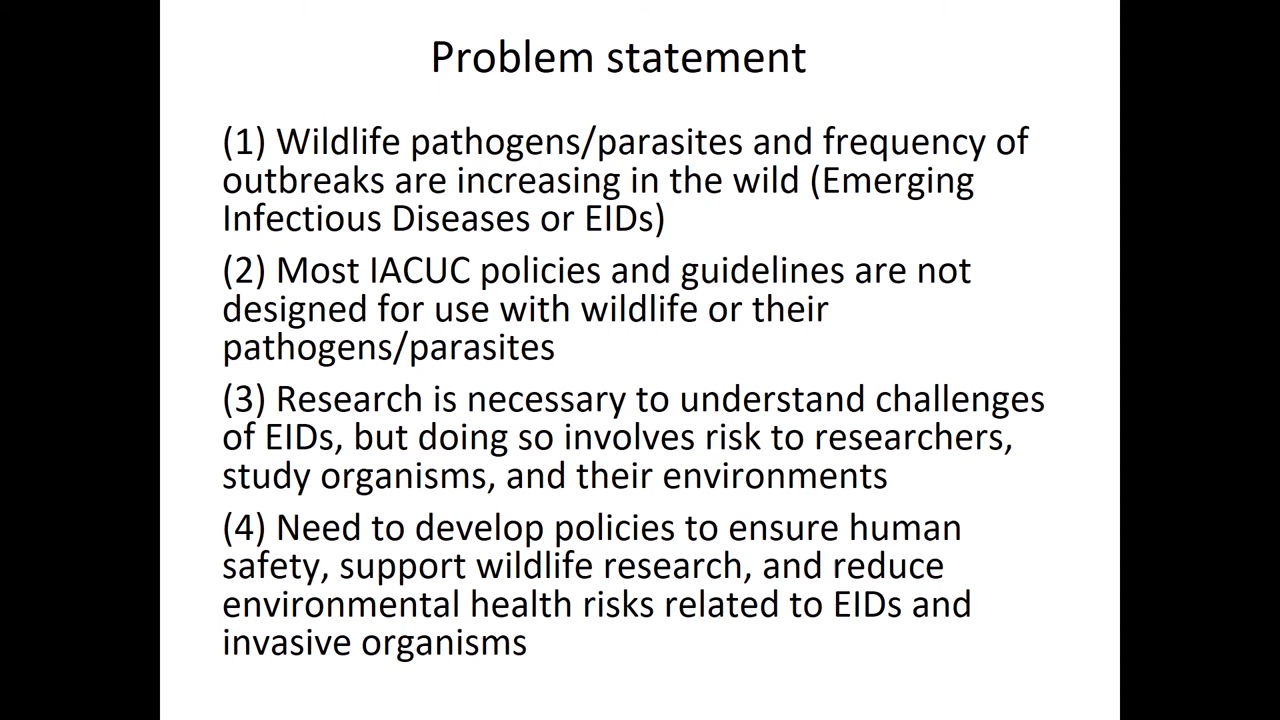 Problem statement
(1) Wildlife pathogens/parasites and frequency of
outbreaks are increasing in the wild (Emerging
Infectious Diseases or EIDs)
(2) Most IACUC policies and guidelines are not
designed for use with wildlife or their
pathogens/parasites
(3) Research is necessary to understand challenges
of EIDs, but doing so involves risk to researchers,
study organisms, and their environments
(4) Need to develop policies to ensure human
safety, support wildlife research, and reduce
environmental health risks related to EIDs and
invasive organisms